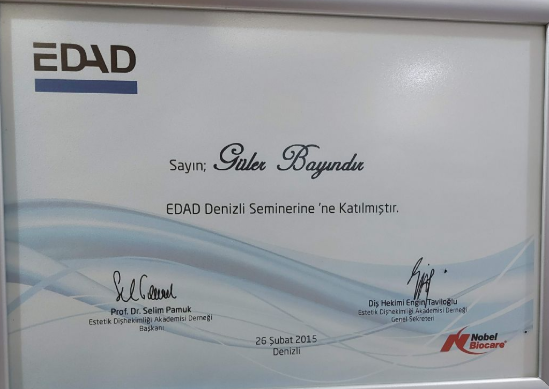 EDAD
Sayın; Güler Bayındır
EDAD Denizli Seminerine 'ne Katılmıştır.
Prof. Dr. Selim Pamuk
Estetik Dişhekimliği Akademisi Derneği
Başkanı
Diş Hekimi Engin Taviloğlu
Estetik Dişhekimliği Akademisi Derneği
Genel Sekreteri
26 Şubat 2015
Denizli
Nobel
Biocare®